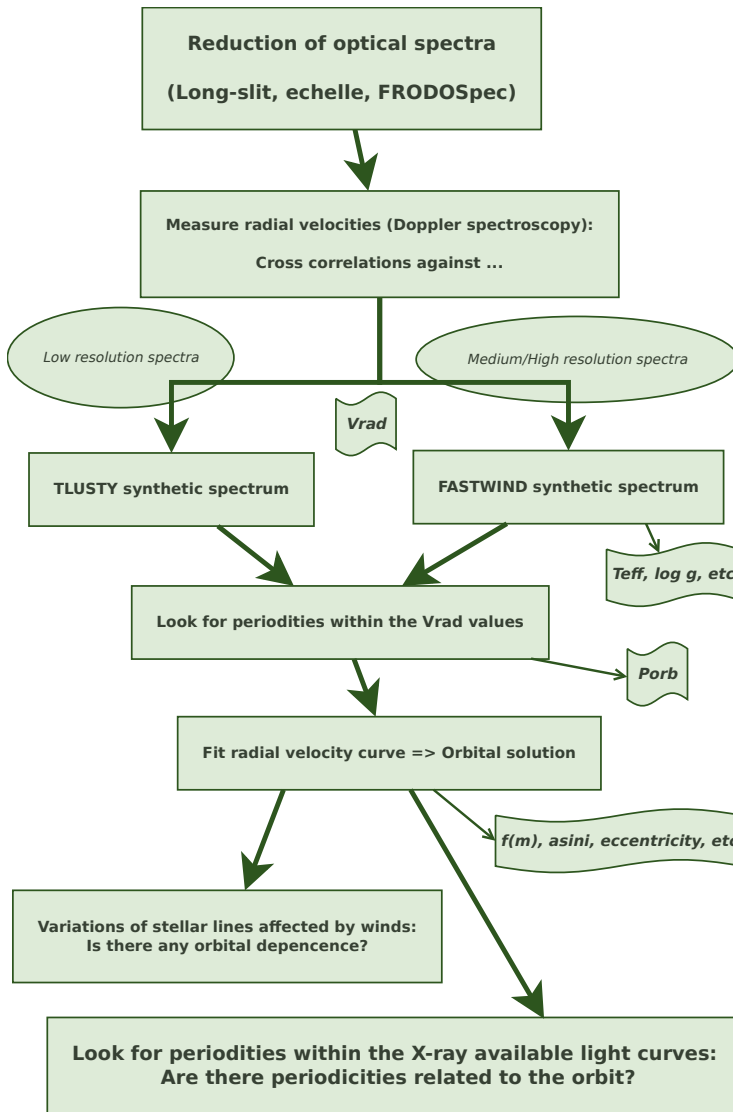 Reduction of optical spectra
(Long-slit, echelle, FRODOSpec)
Measure radial velocities (Doppler spectroscopy):
Cross correlations against ...
Low resolution spectra
Medium/High resolution spectra
Vrad
TLUSTY synthetic spectrum
FASTWIND synthetic spectrum
Teff, log g, etc
Look for periodities within the Vrad values
Porb
Fit radial velocity curve => Orbital solution
f(m), asini, eccentricity, etc
Variations of stellar lines affected by winds:
Is there any orbital depencence?
Look for periodities within the X-ray available light curves:
Are there periodicities related to the orbit?